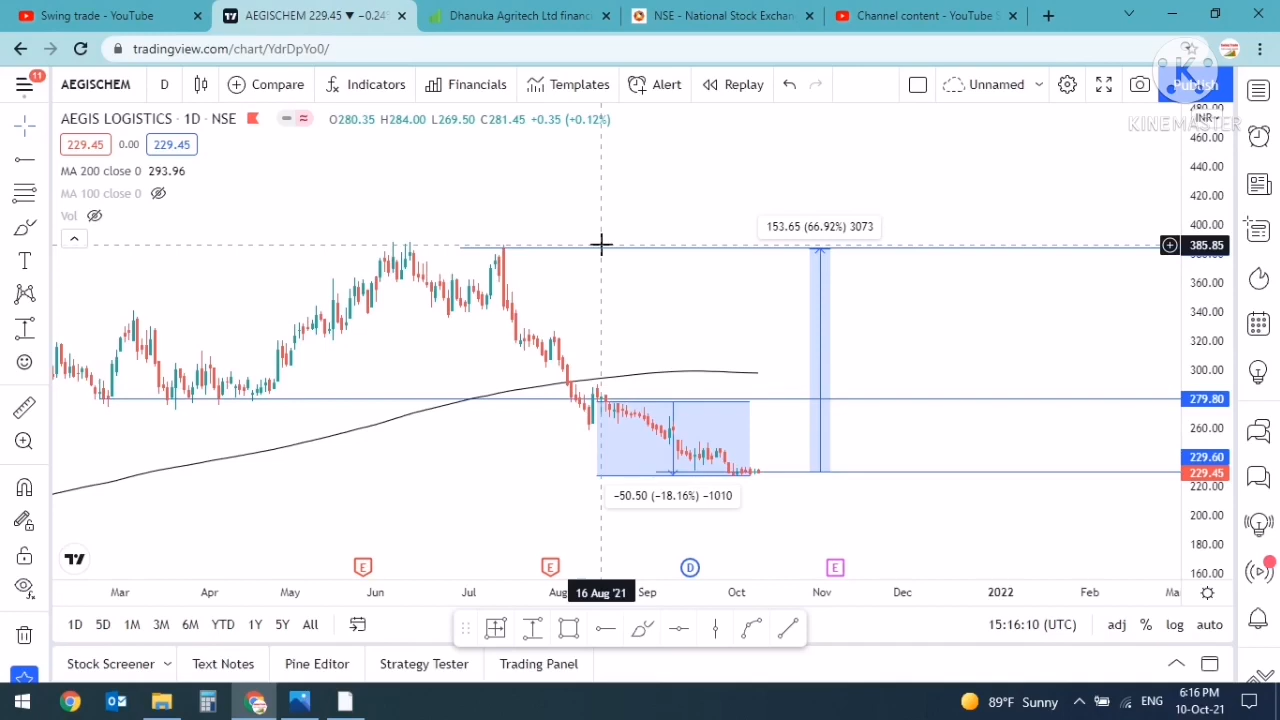 Swing trade - YouTube
AEGISCHEM 229.45 ▼ −0.24%
Dhanuka Agritech Ltd financ
NSE - National Stock Exchan
Channel content - YouTube S
tradingview.com/chart/YdrDpYo0/
11
AEGISCHEM D Compare Indicators Financials Templates Alert Replay Unnamed Publish
K
KINEMASTER
AEGIS LOGISTICS · 1D · NSE O280.35 H284.00 L269.50 C281.45 +0.35 (+0.12%)
INR
229.45 0.00 229.45
MA 200 close 0 293.96
MA 100 close 0
Vol
480.00
460.00
440.00
420.00
400.00
385.85
380.00
360.00
340.00
320.00
300.00
279.80
260.00
229.60
229.45
220.00
200.00
180.00
160.00
153.65 (66.92%) 3073
−50.50 (−18.16%) −1010
E E D E
Mar Apr May Jun Jul Aug 16 Aug '21 Sep Oct Nov Dec 2022 Feb Ma
1D 5D 1M 3M 6M YTD 1Y 5Y All 15:16:10 (UTC) adj % log auto
Stock Screener Text Notes Pine Editor Strategy Tester Trading Panel
89°F Sunny ENG 6:16 PM
10-Oct-21